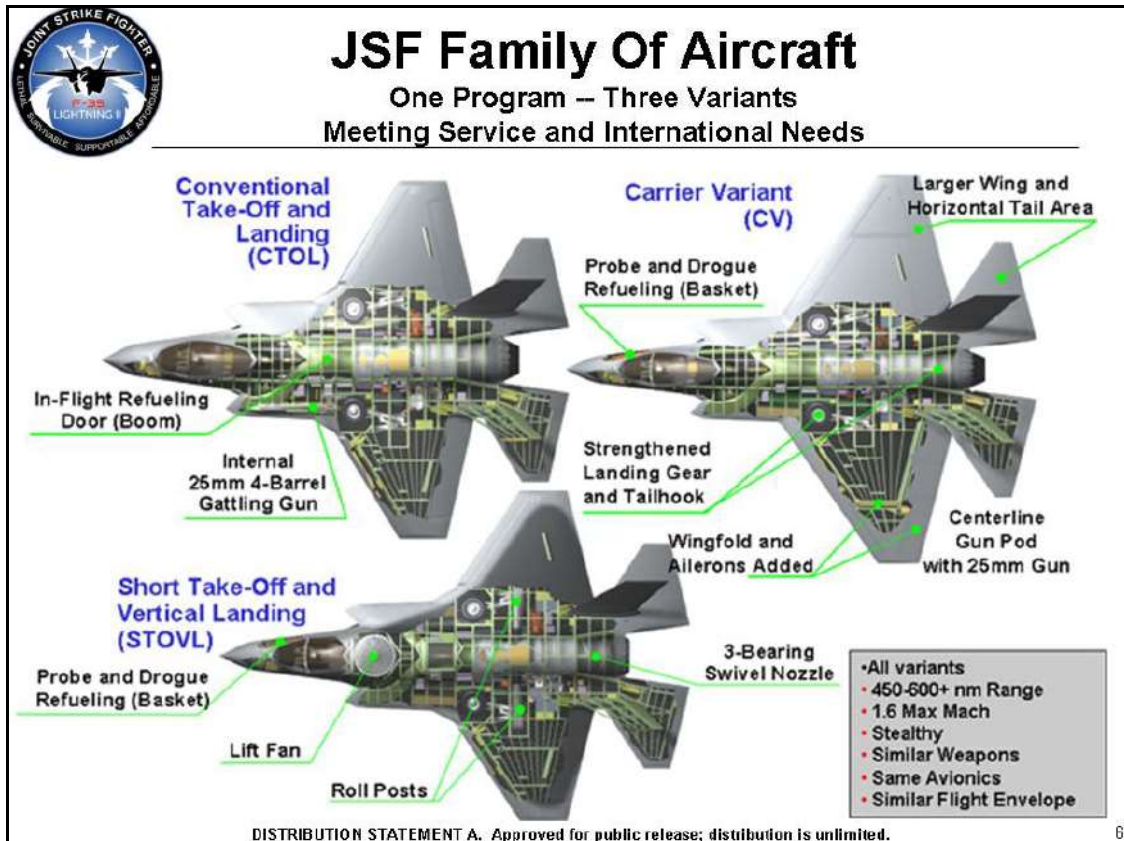 JOINT STRIKE FIGHTER
F-35
LIGHTNING II
LETHAL SURVIVABLE SUPPORTABLE AFFORDABLE
JSF Family Of Aircraft
One Program -- Three Variants
Meeting Service and International Needs
Conventional
Take-Off and
Landing
(CTOL)
In-Flight Refueling
Door (Boom)
Internal
25mm 4-Barrel
Gattling Gun
Carrier Variant
(CV)
Larger Wing and
Horizontal Tail Area
Probe and Drogue
Refueling (Basket)
Strengthened
Landing Gear
and Tailhook
Wingfold and
Ailerons Added
Centerline
Gun Pod
with 25mm Gun
Short Take-Off and
Vertical Landing
(STOVL)
Probe and Drogue
Refueling (Basket)
Lift Fan
Roll Posts
3-Bearing
Swivel Nozzle
•All variants
• 450-600+ nm Range
• 1.6 Max Mach
• Stealthy
• Similar Weapons
• Same Avionics
• Similar Flight Envelope
DISTRIBUTION STATEMENT A. Approved for public release; distribution is unlimited.
6